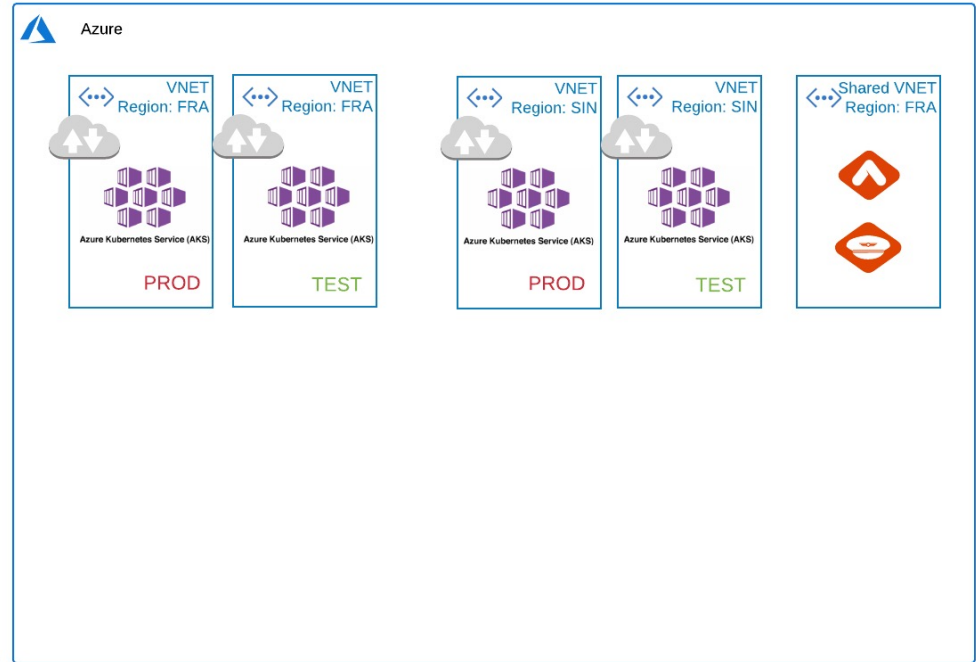 Azure
VNET
Region: FRA
Azure Kubernetes Service (AKS)
PROD
VNET
Region: FRA
Azure Kubernetes Service (AKS)
TEST
VNET
Region: SIN
Azure Kubernetes Service (AKS)
PROD
VNET
Region: SIN
Azure Kubernetes Service (AKS)
TEST
Shared VNET
Region: FRA